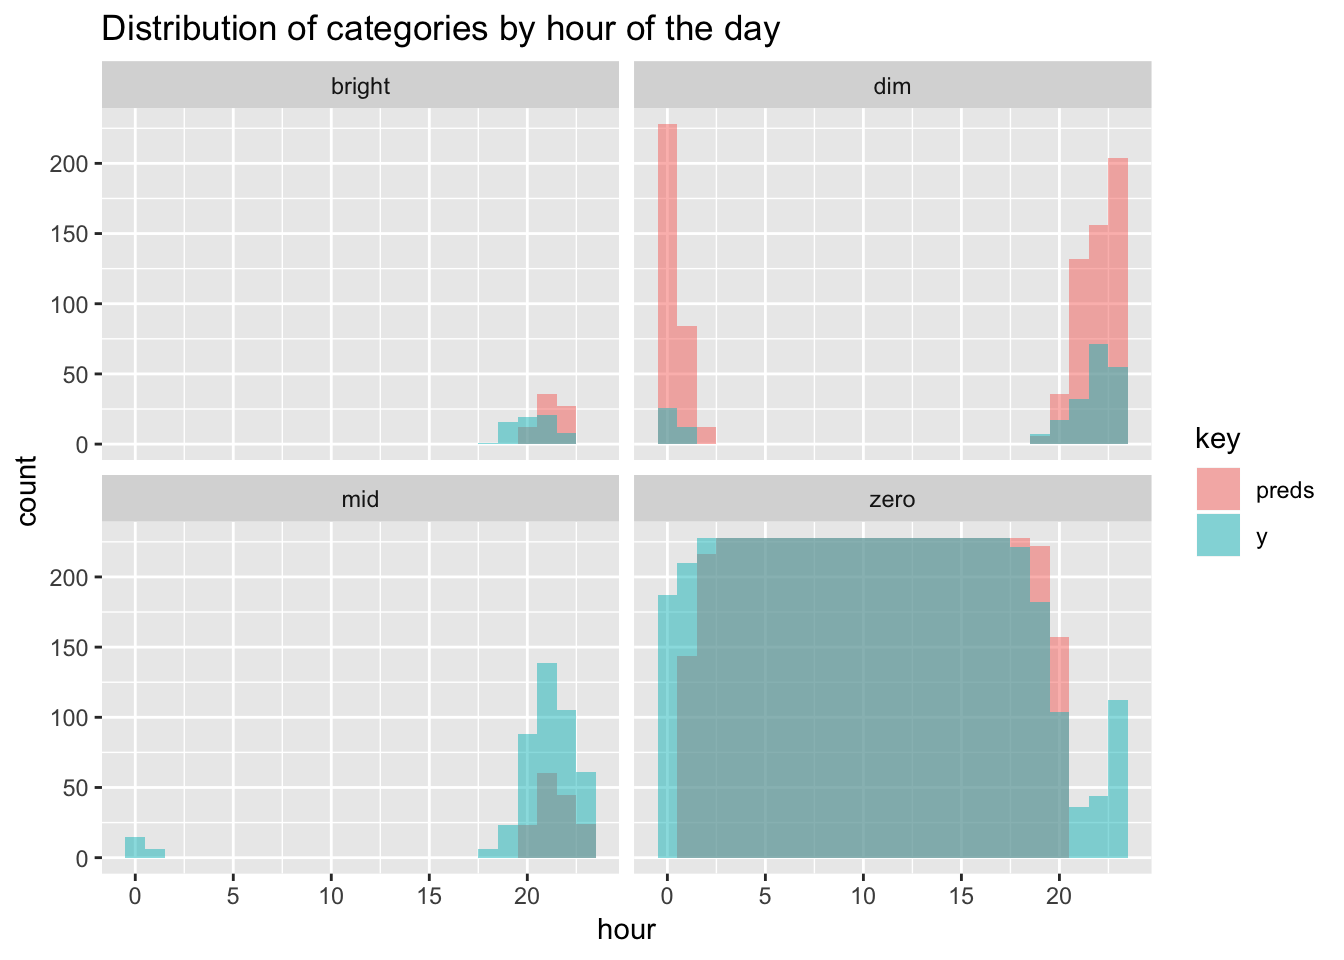 Distribution of categories by hour of the day
bright
dim
200
150
100
50
0
mid
zero
200
150
100
50
0
0 5 10 15 20
0 5 10 15 20
hour
count
key
preds
y